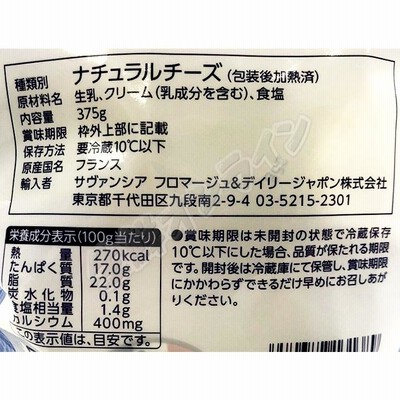 種類別 ナチュラルチーズ (包装後加熱済)
原材料名 生乳、クリーム(乳成分を含む)、食塩
内容量 375g
賞味期限 枠外上部に記載
保存方法 要冷蔵10℃以下
原産国名 フランス
輸入者 サヴァンシア フロマージュ&デイリージャポン株式会社
東京都千代田区九段南2-9-4 03-5215-2301
栄養成分表示(100g当たり)
熱量 270kcal
たんぱく質 17.0g
脂質 22.0g
炭水化物 0.1g
食塩相当量 1.4g
カルシウム 400mg
この表示値は、目安です。
●賞味期限は未開封の状態で冷蔵保存
10℃以下にした場合、品質が保たれる期限
です。開封後は冷蔵庫にて保管し、賞味期限
にかかわらずできるだけ早めにお召しあが
りください。